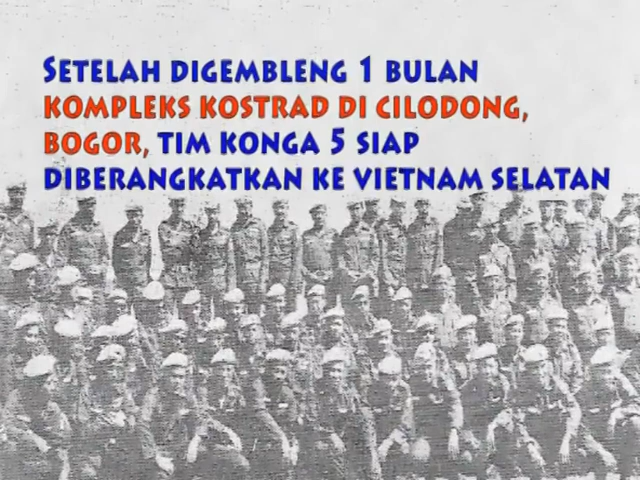 SETELAH DIGEMBLENG 1 BULAN
KOMPLEKS KOSTRAD DI CILODONG,
BOGOR, TIM KONGA 5 SIAP
DIBERANGKATKAN KE VIETNAM SELATAN